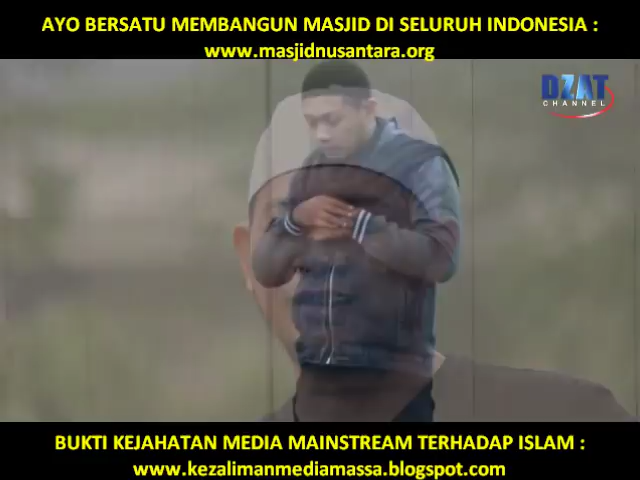 AYO BERSATU MEMBANGUN MASJID DI SELURUH INDONESIA :
www.masjidnusantara.org
DZAT
CHANNEL
BUKTI KEJAHATAN MEDIA MAINSTREAM TERHADAP ISLAM :
www.kezalimanmediamassa.blogspot.com